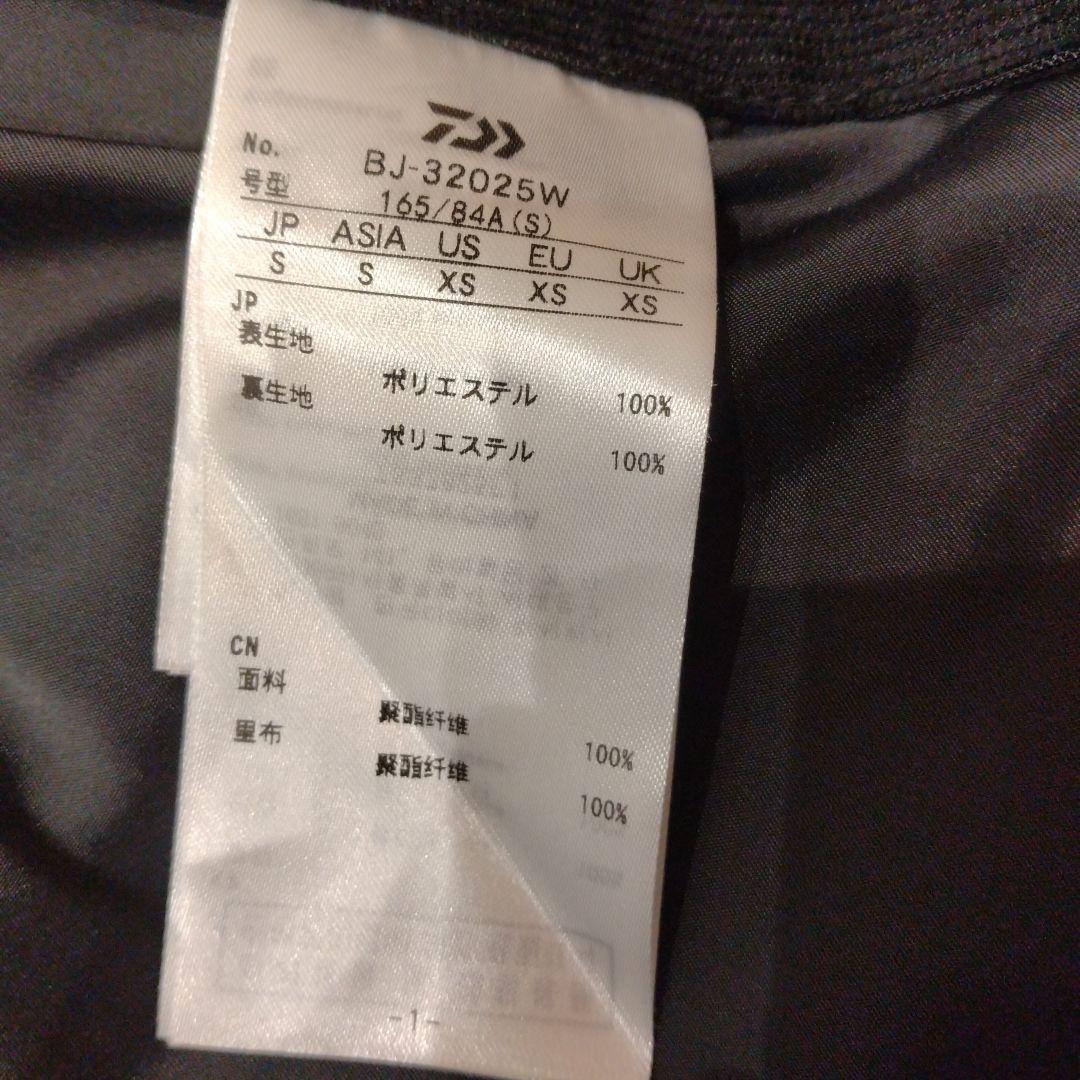 No. BJ-32025W
号型 165/84A(S)
JP ASIA US EU UK
S S XS XS XS
JP
表生地 ポリエステル 100%
裏生地 ポリエステル 100%
CN
面料 聚酯纤维 100%
里布 聚酯纤维 100%
-1-